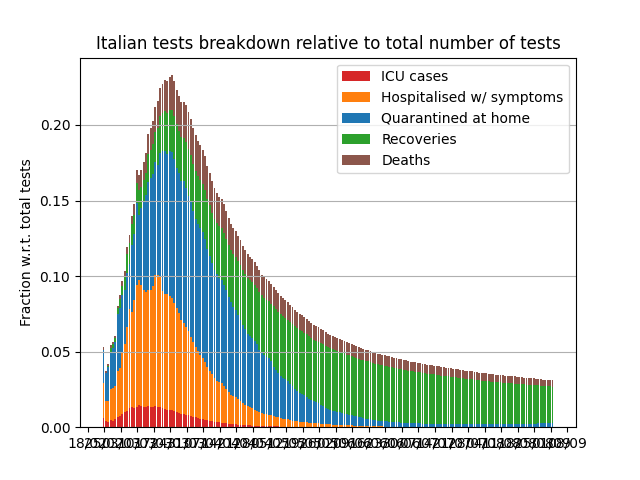 Italian tests breakdown relative to total number of tests
ICU cases
Hospitalised w/ symptoms
Quarantined at home
Recoveries
Deaths
Fraction w.r.t. total tests
0.20
0.15
0.10
0.05
0.00